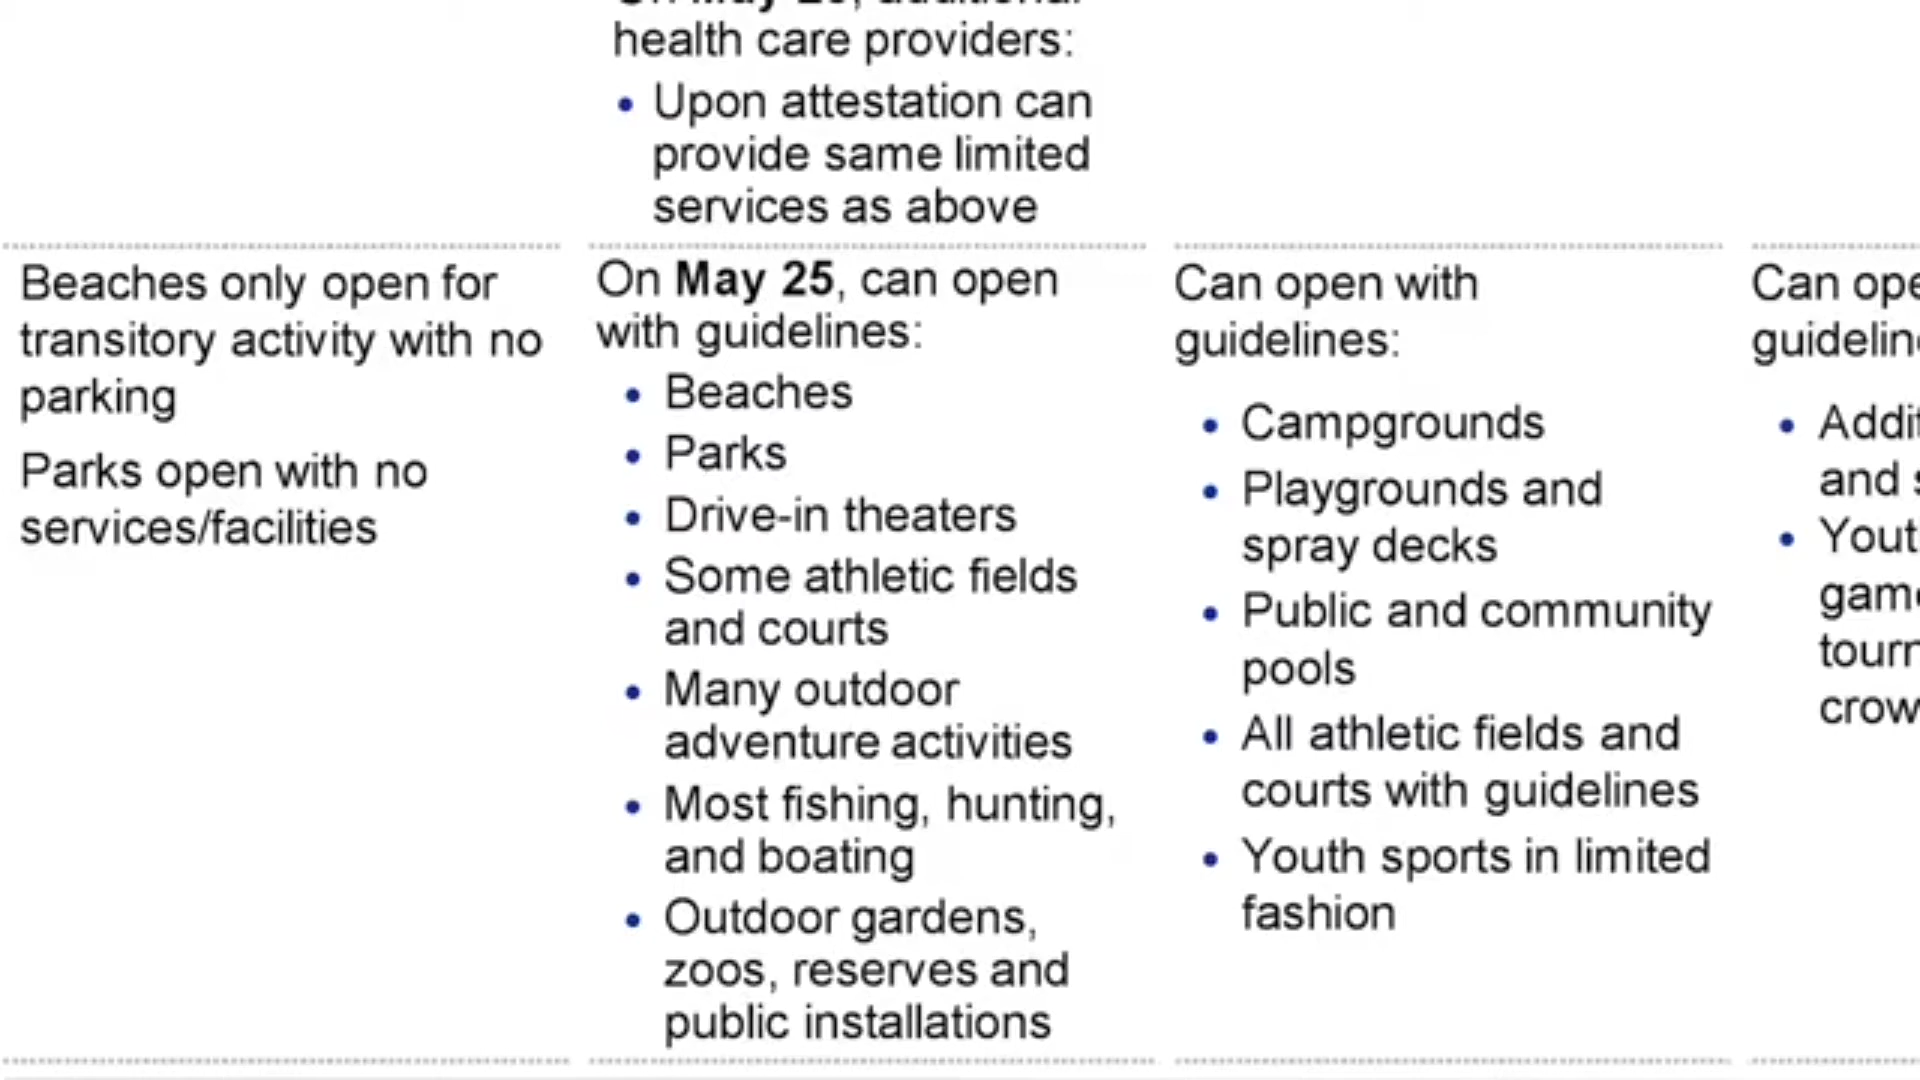 health care providers:
• Upon attestation can
provide same limited
services as above
Beaches only open for
transitory activity with no
parking
Parks open with no
services/facilities
On May 25, can open
with guidelines:
• Beaches
• Parks
• Drive-in theaters
• Some athletic fields
and courts
• Many outdoor
adventure activities
• Most fishing, hunting,
and boating
• Outdoor gardens,
zoos, reserves and
public installations
Can open with
guidelines:
• Campgrounds
• Playgrounds and
spray decks
• Public and community
pools
• All athletic fields and
courts with guidelines
• Youth sports in limited
fashion
Can
•
and
•